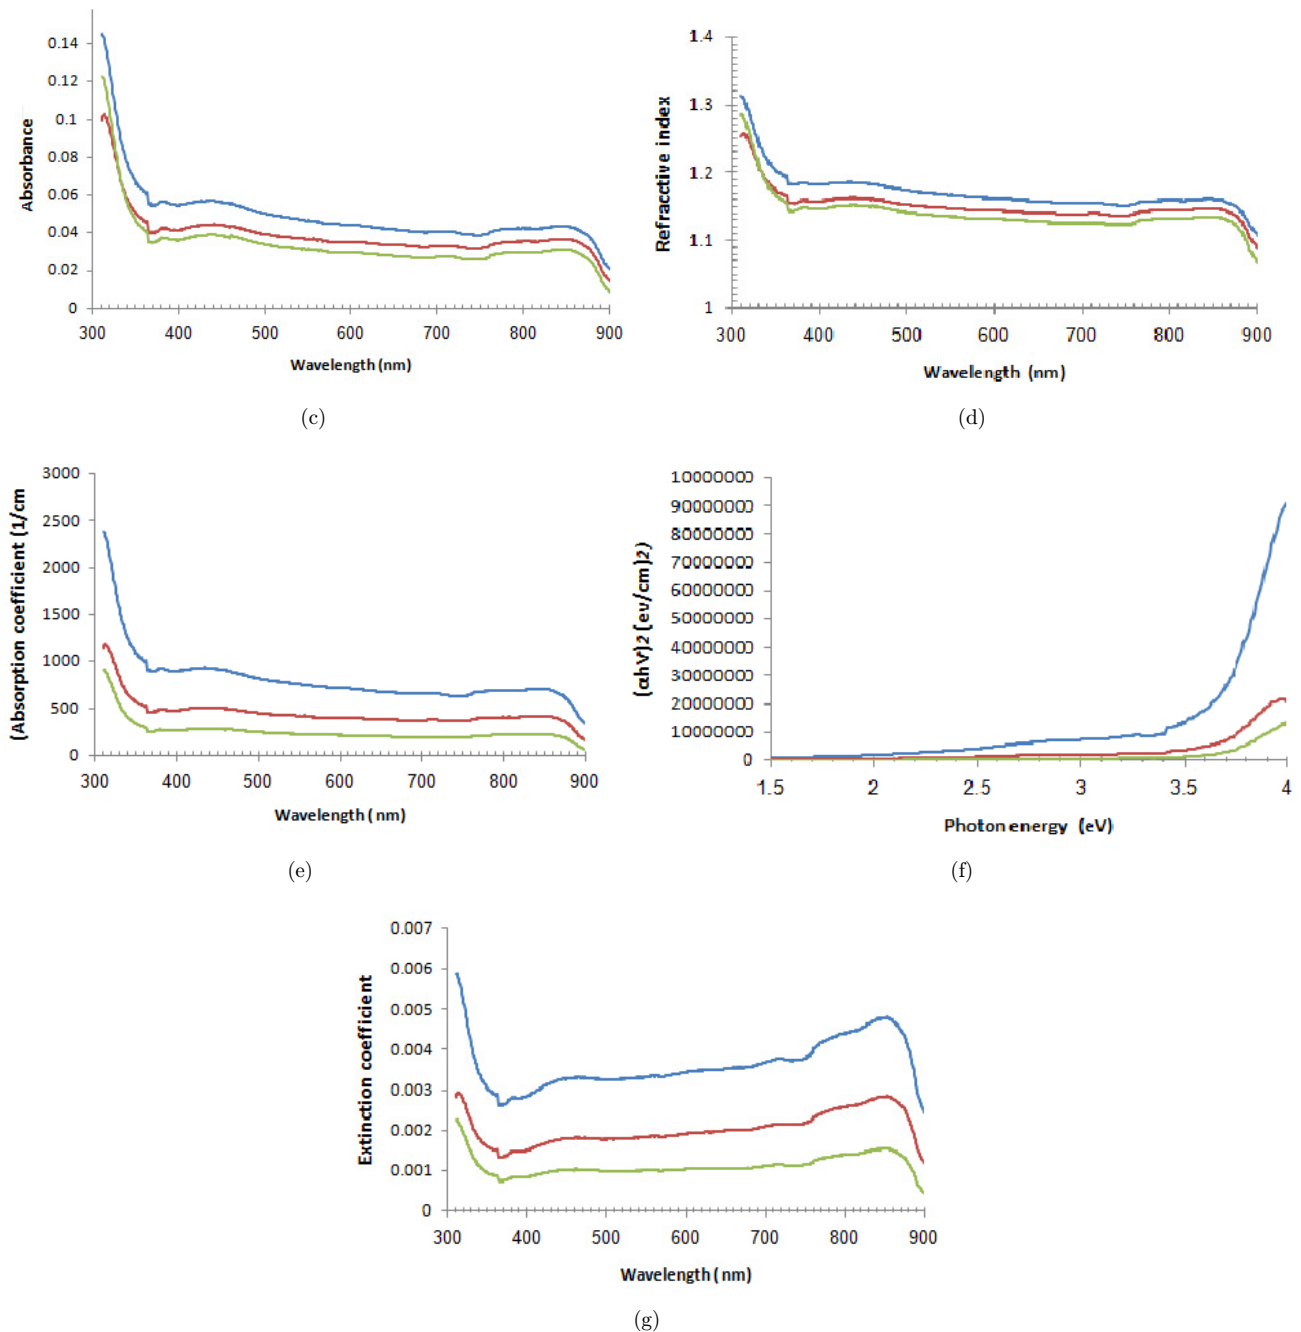 0.14
0.12
0.1
0.08
0.06
0.04
0.02
0
Absorbance
300 400 500 600 700 800 900
Wavelength (nm)
(c)
1.4
1.3
1.2
1.1
1
Refractive index
300 400 500 600 700 800 900
Wavelength (nm)
(d)
3000
2500
2000
1500
1000
500
0
(Absorption coefficient (1/cm
300 400 500 600 700 800 900
Wavelength ( nm)
(e)
100000000
90000000
80000000
70000000
60000000
50000000
40000000
30000000
20000000
10000000
0
(αhV)2 (ev/cm)2)
1.5 2 2.5 3 3.5 4
Photon energy (eV)
(f)
0.007
0.006
0.005
0.004
0.003
0.002
0.001
0
Extinction coefficient
300 400 500 600 700 800 900
Wavelength ( nm)
(g)